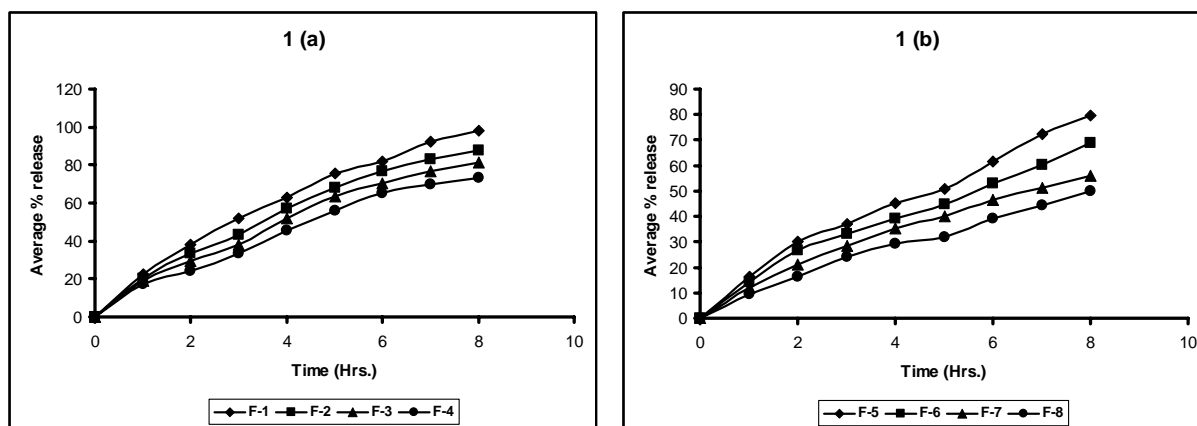 1 (a)
120
100
80
60
40
20
0
Average % release
0 2 4 6 8 10
Time (Hrs.)
F-1 F-2 F-3 F-4
1 (b)
90
80
70
60
50
40
30
20
10
0
Average % release
0 2 4 6 8 10
Time (Hrs.)
F-5 F-6 F-7 F-8